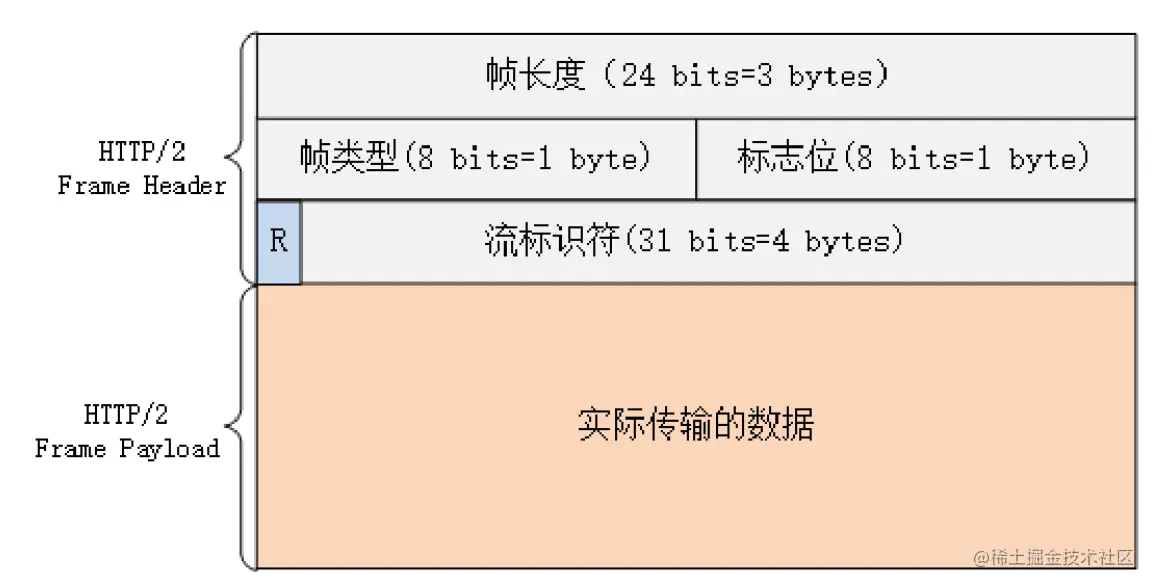 帧长度（24 bits=3 bytes）
HTTP/2
Frame Header
帧类型(8 bits=1 byte)
标志位(8 bits=1 byte)
R
流标识符(31 bits=4 bytes)
HTTP/2
Frame Payload
实际传输的数据
@稀土掘金技术社区